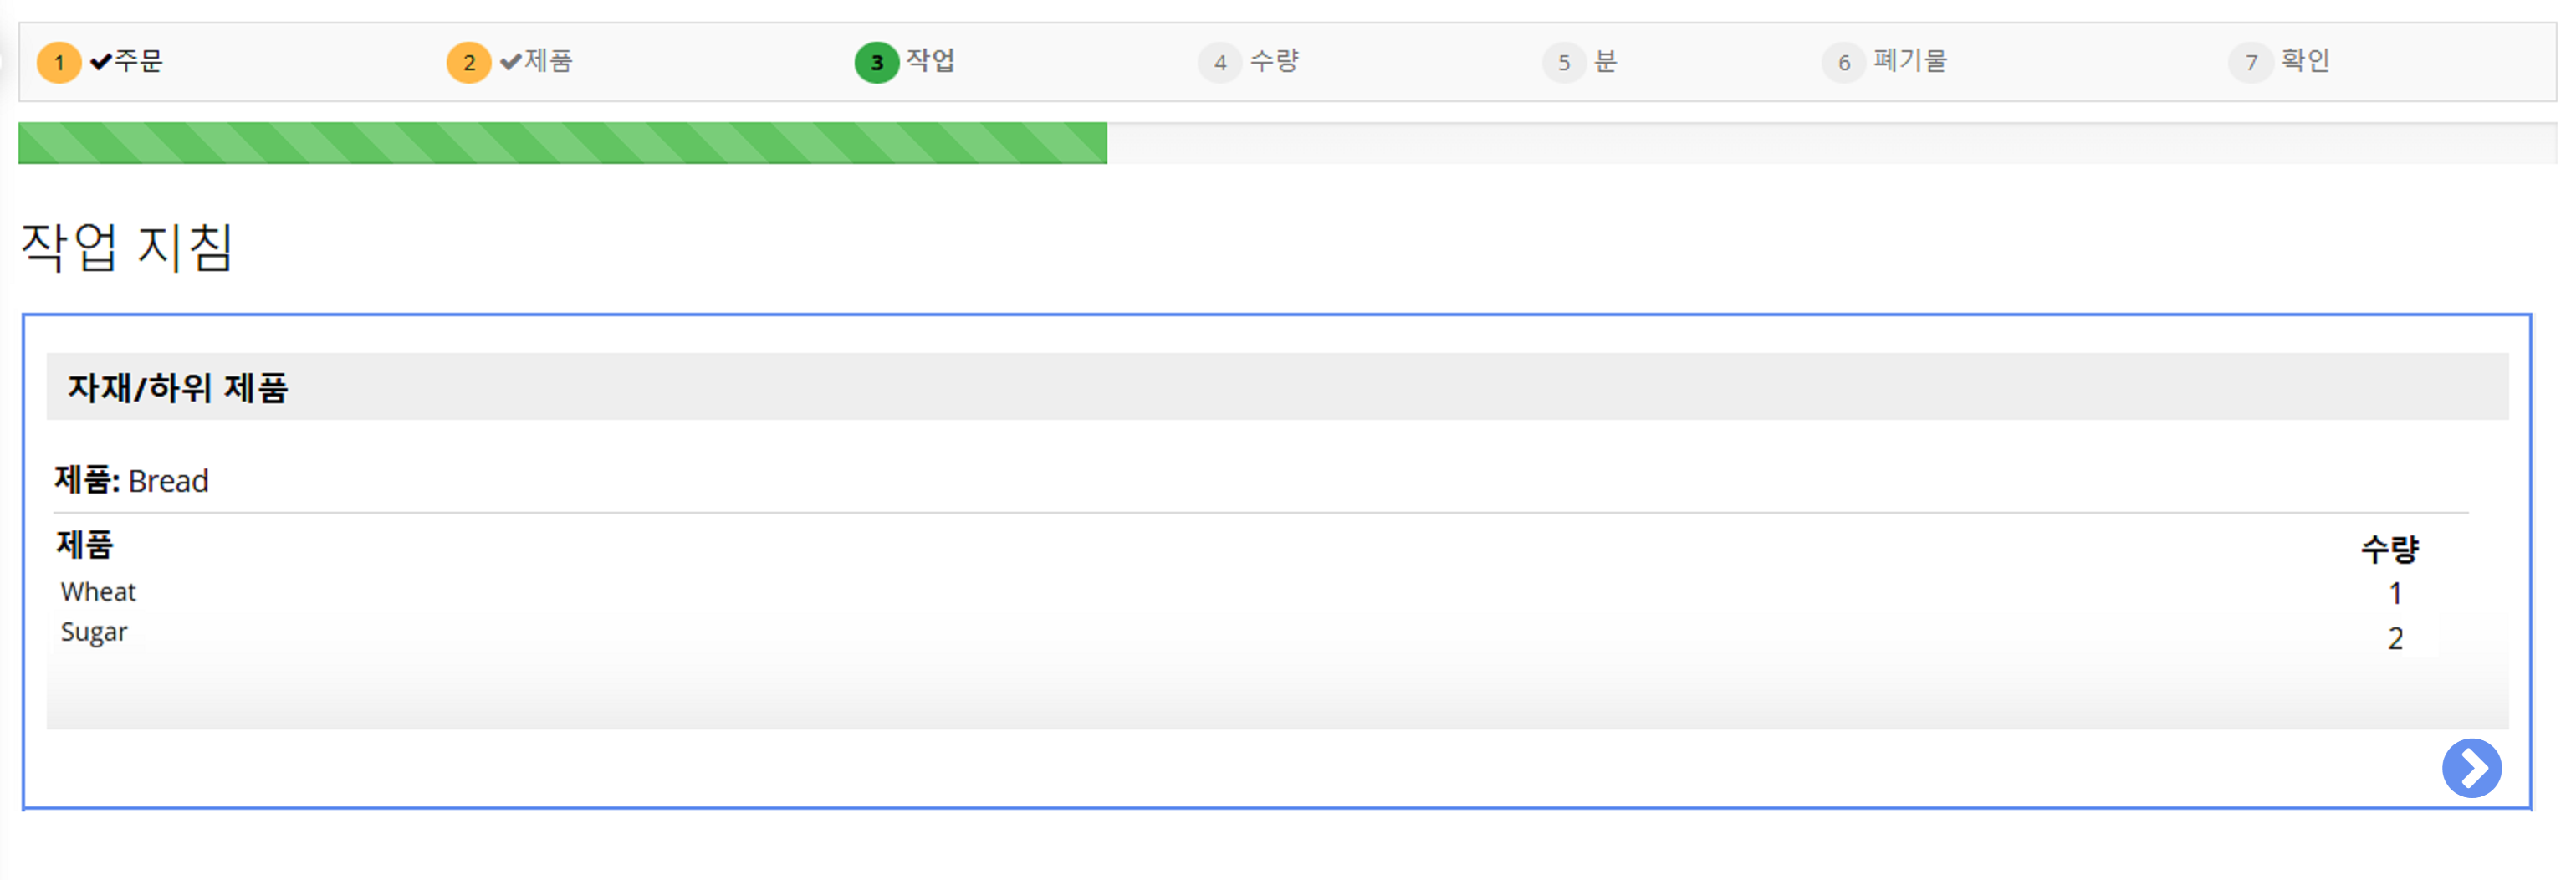 1 ✔주문 2 ✔제품 3 작업 4 수량 5 분 6 폐기물 7 확인
작업 지침
자재/하위 제품
제품: Bread
제품 수량
Wheat 1
Sugar 2